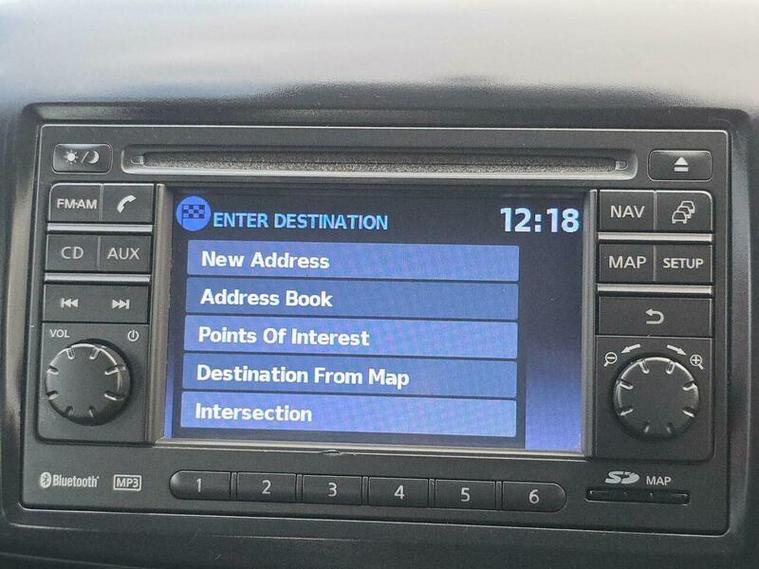 FM·AM
CD AUX
VOL
ENTER DESTINATION 12:18
New Address
Address Book
Points Of Interest
Destination From Map
Intersection
NAV
MAP SETUP
Bluetooth MP3
1 2 3 4 5 6
SD MAP